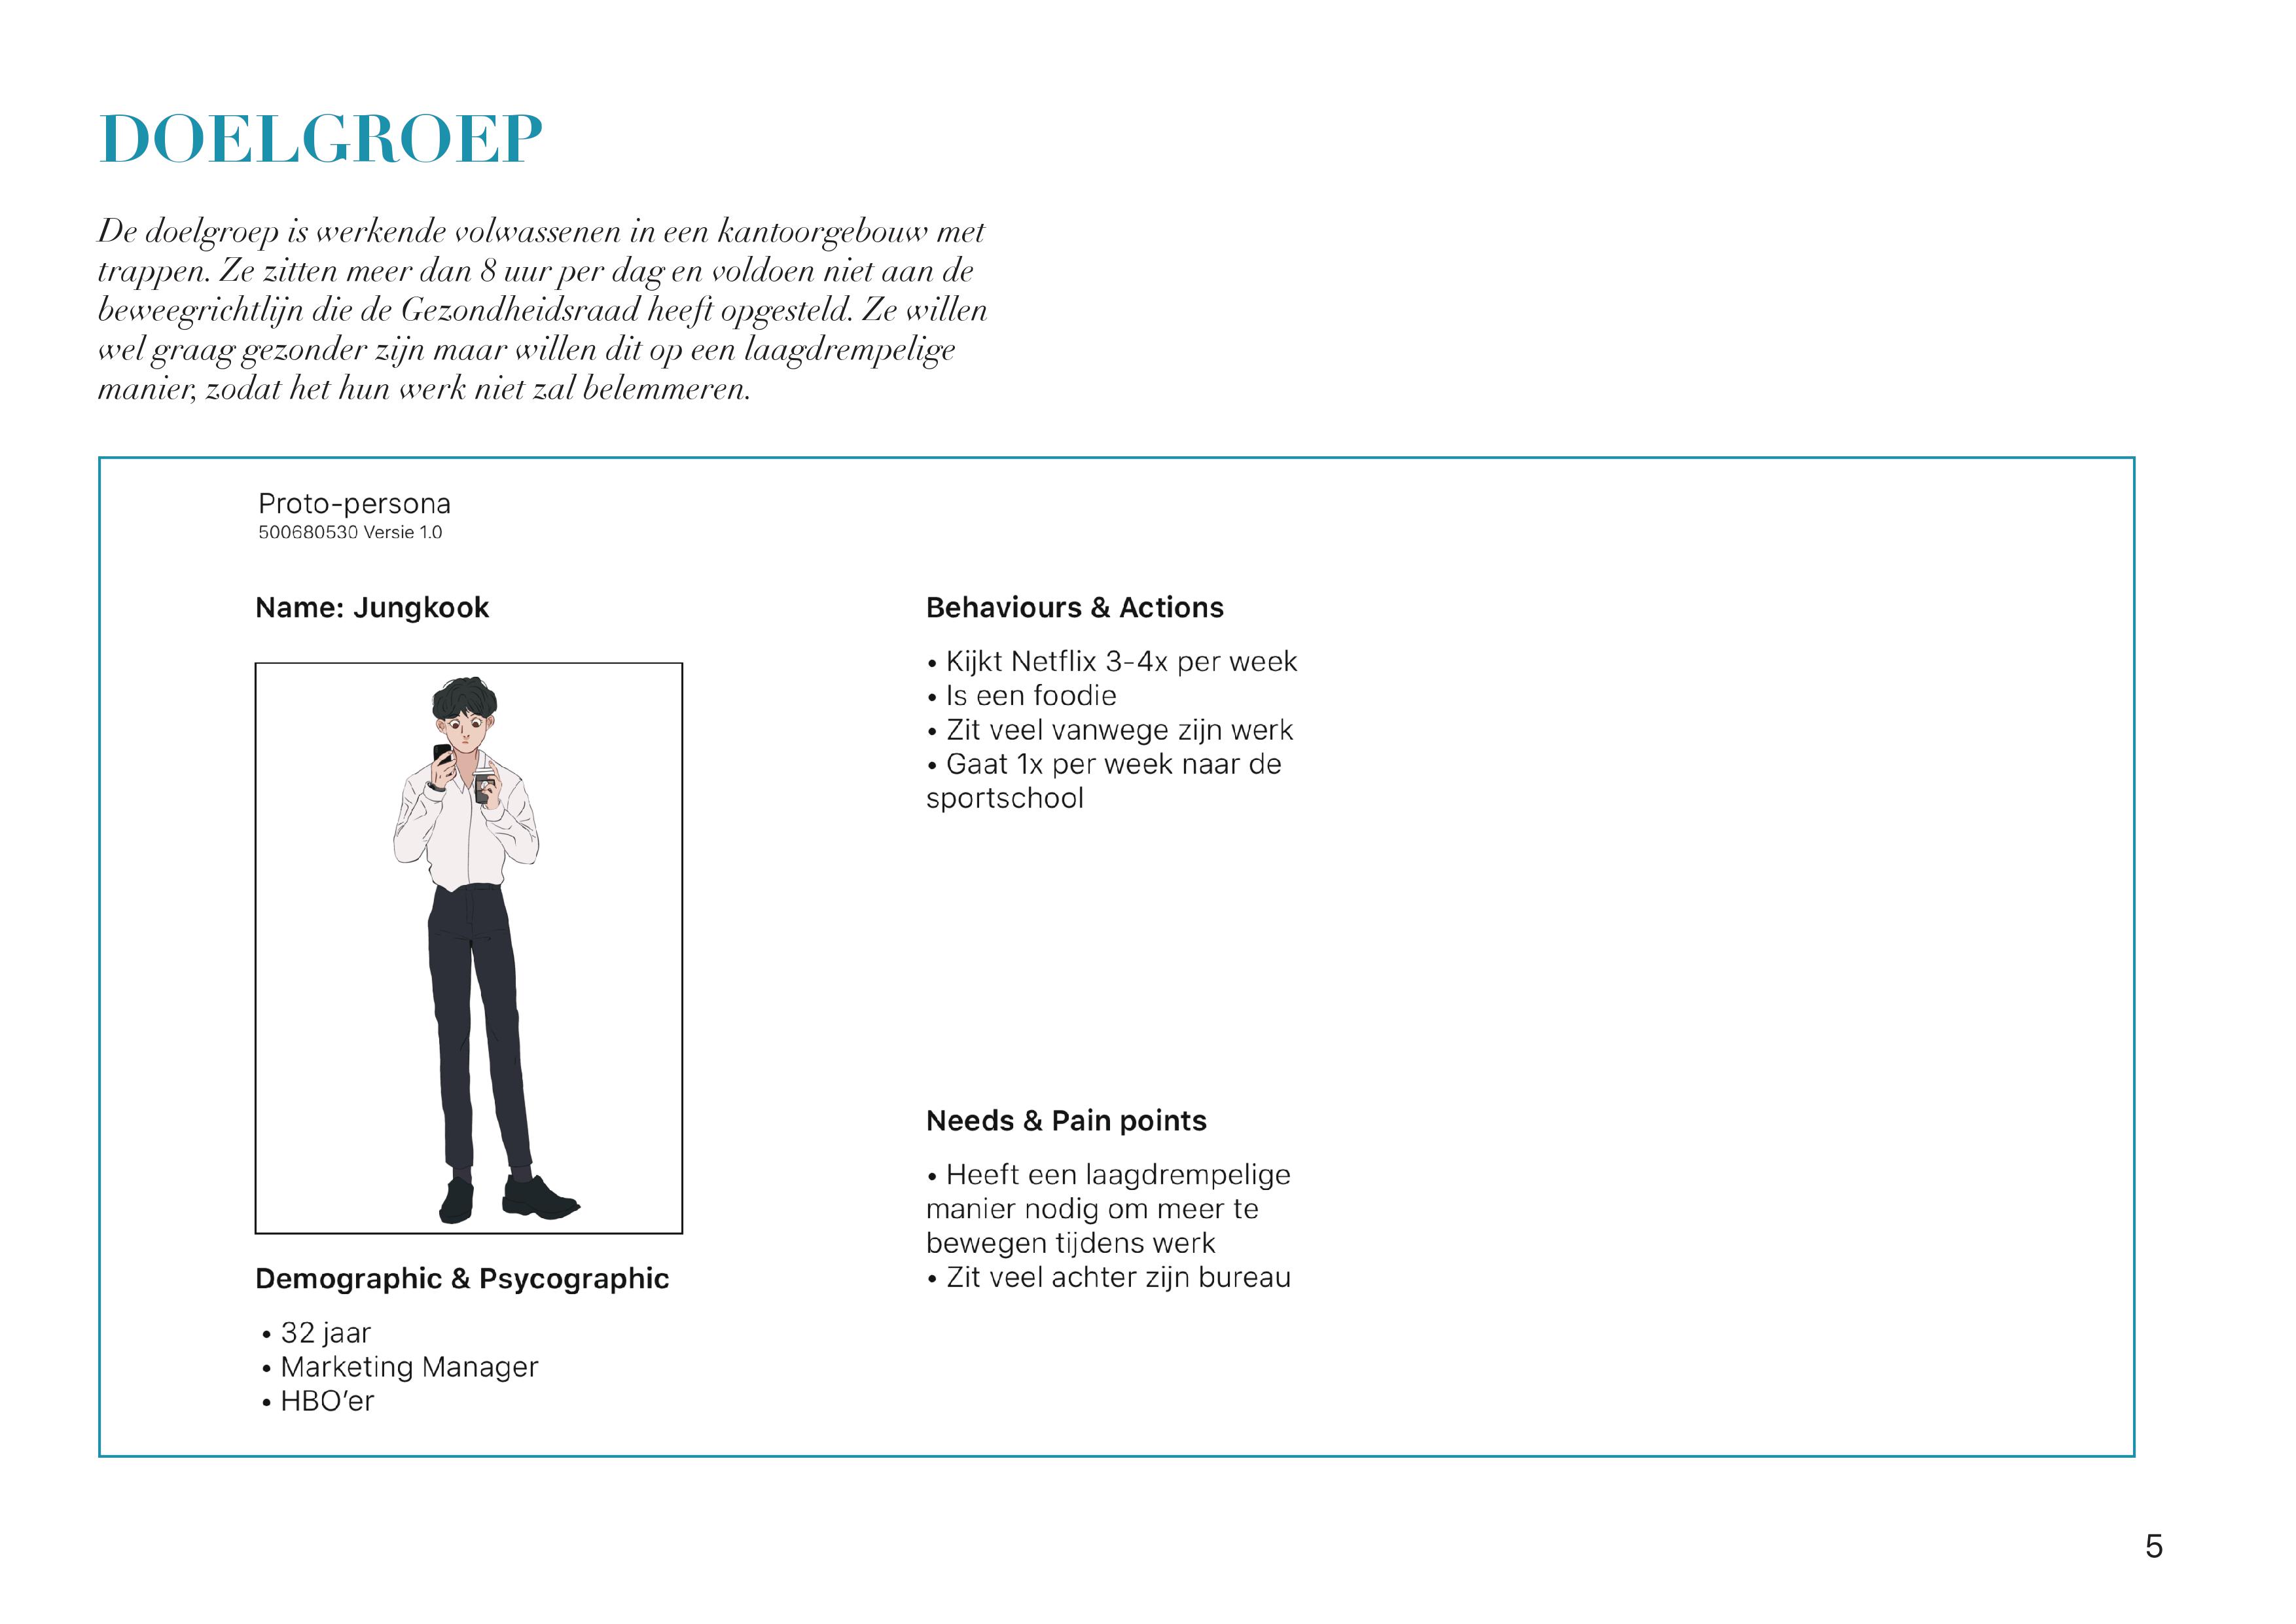 DOELGROEP
De doelgroep is werkende volwassenen in een kantoorgebouw met
trappen. Ze zitten meer dan 8 uur per dag en voldoen niet aan de
beweegrichtlijn die de Gezondheidsraad heeft opgesteld. Ze willen
wel graag gezonder zijn maar willen dit op een laagdrempelige
manier, zodat het hun werk niet zal belemmeren.
Proto-persona
500680530 Versie 1.0
Name: Jungkook
Demographic & Psycographic
• 32 jaar
• Marketing Manager
• HBO’er
Behaviours & Actions
• Kijkt Netflix 3-4x per week
• Is een foodie
• Zit veel vanwege zijn werk
• Gaat 1x per week naar de
sportschool
Needs & Pain points
• Heeft een laagdrempelige
manier nodig om meer te
bewegen tijdens werk
• Zit veel achter zijn bureau
5